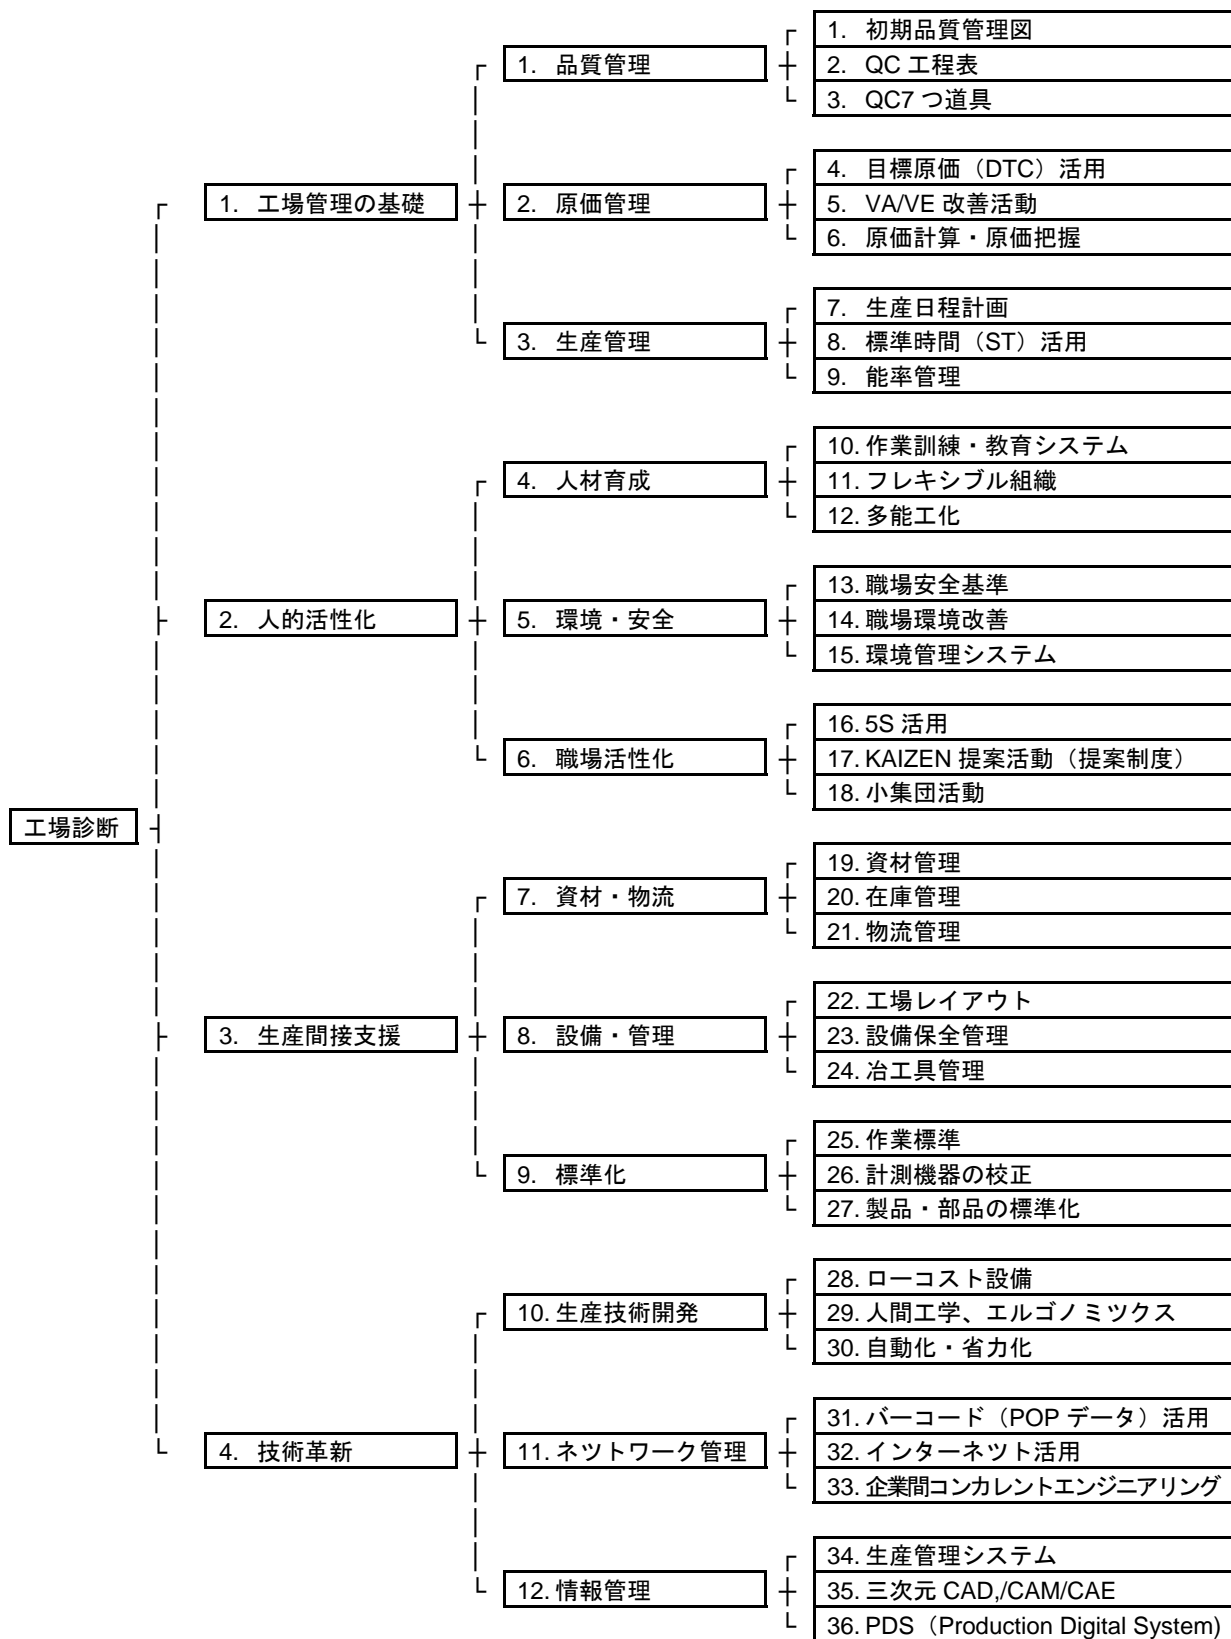 工場診断
1. 工場管理の基礎
1. 品質管理
1. 初期品質管理図
2. QC 工程表
3. QC7 つ道具
2. 原価管理
4. 目標原価（DTC）活用
5. VA/VE 改善活動
6. 原価計算・原価把握
3. 生産管理
7. 生産日程計画
8. 標準時間（ST）活用
9. 能率管理
2. 人的活性化
4. 人材育成
10. 作業訓練・教育システム
11. フレキシブル組織
12. 多能工化
5. 環境・安全
13. 職場安全基準
14. 職場環境改善
15. 環境管理システム
6. 職場活性化
16. 5S 活用
17. KAIZEN 提案活動（提案制度）
18. 小集団活動
3. 生産間接支援
7. 資材・物流
19. 資材管理
20. 在庫管理
21. 物流管理
8. 設備・管理
22. 工場レイアウト
23. 設備保全管理
24. 冶工具管理
9. 標準化
25. 作業標準
26. 計測機器の校正
27. 製品・部品の標準化
4. 技術革新
10. 生産技術開発
28. ローコスト設備
29. 人間工学、エルゴノミツクス
30. 自動化・省力化
11. ネツトワーク管理
31. バーコード（POP データ）活用
32. インターネツト活用
33. 企業間コンカレントエンジニアリング
12. 情報管理
34. 生産管理システム
35. 三次元 CAD,/CAM/CAE
36. PDS（Production Digital System)